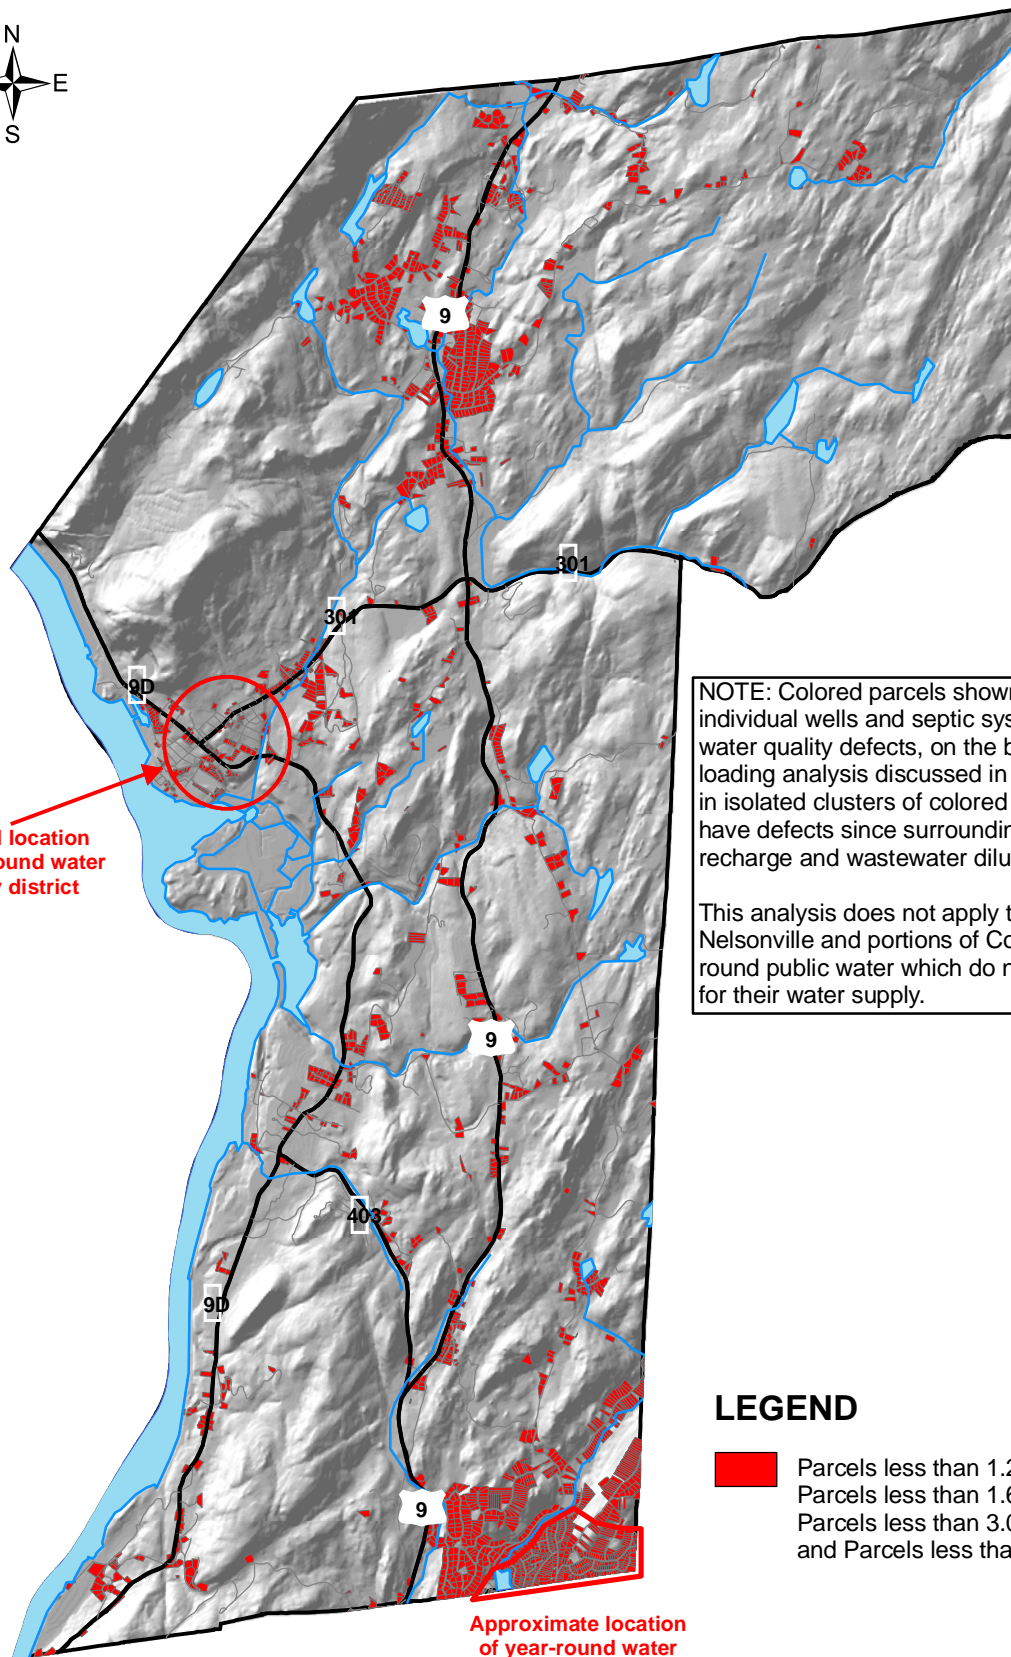 N
E
S
9
301
301
9D
location
ound water
district
NOTE: Colored parcels shown
individual wells and septic sys
water quality defects, on the b
loading analysis discussed in
in isolated clusters of colored
have defects since surroundin
recharge and wastewater dilu
This analysis does not apply t
Nelsonville and portions of Co
round public water which do n
for their water supply.
9
403
9D
LEGEND
Parcels less than 1.2
Parcels less than 1.6
Parcels less than 3.0
and Parcels less tha
9
Approximate location
of year-round water